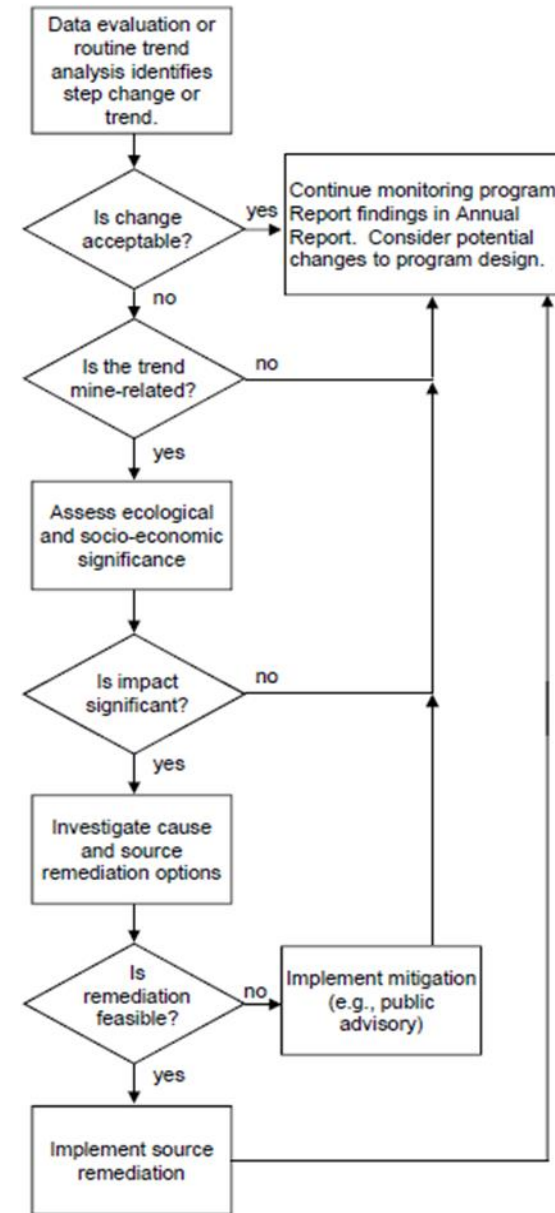 Data evaluation or
routine trend
analysis identifies
step change or
trend.
Is change
acceptable?
yes
Continue monitoring program
Report findings in Annual
Report. Consider potential
changes to program design.
no
Is the trend
mine-related?
no
yes
Assess ecological
and socio-economic
significance
Is impact
significant?
no
yes
Investigate cause
and source
remediation options
Is
remediation
feasible?
no
Implement mitigation
(e.g., public
advisory)
yes
Implement source
remediation